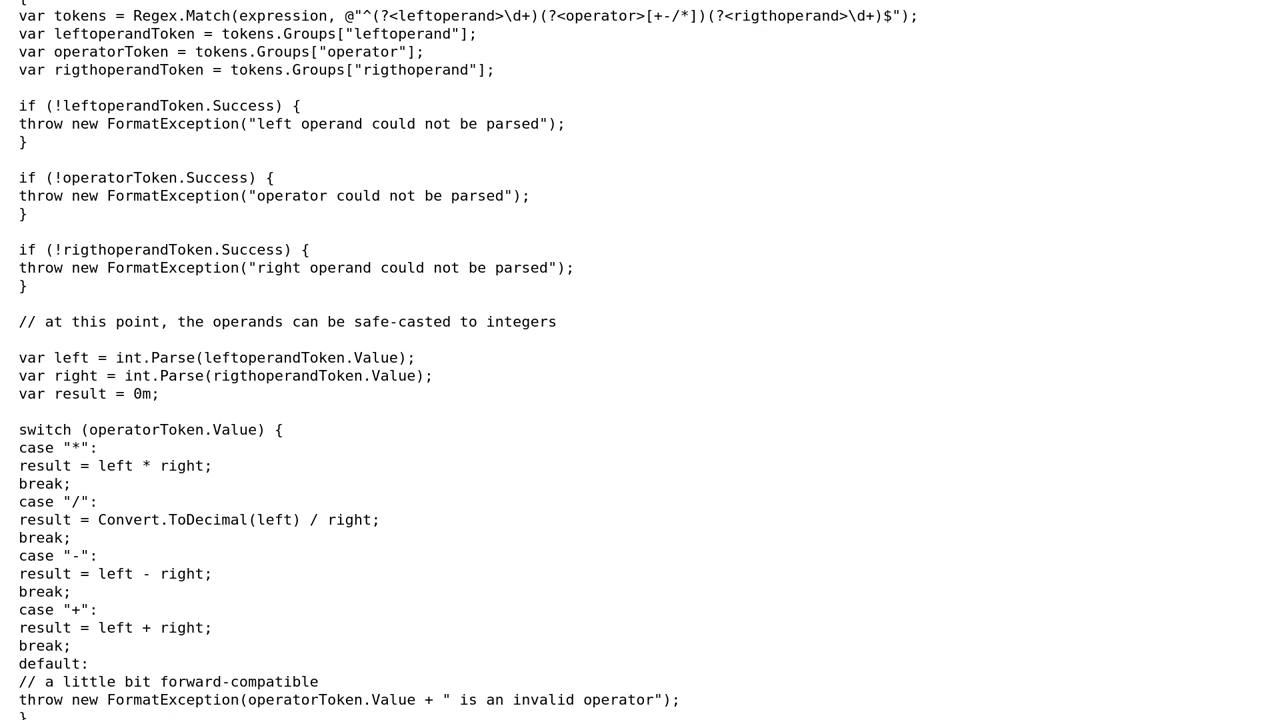 {
var tokens = Regex.Match(expression, @"^(?<leftoperand>\d+)(?<operator>[+-/*])(?<rigthoperand>\d+)$");
var leftoperandToken = tokens.Groups["leftoperand"];
var operatorToken = tokens.Groups["operator"];
var rigthoperandToken = tokens.Groups["rigthoperand"];

if (!leftoperandToken.Success) {
throw new FormatException("left operand could not be parsed");
}

if (!operatorToken.Success) {
throw new FormatException("operator could not be parsed");
}

if (!rigthoperandToken.Success) {
throw new FormatException("right operand could not be parsed");
}

// at this point, the operands can be safe-casted to integers

var left = int.Parse(leftoperandToken.Value);
var right = int.Parse(rigthoperandToken.Value);
var result = 0m;

switch (operatorToken.Value) {
case "*":
result = left * right;
break;
case "/":
result = Convert.ToDecimal(left) / right;
break;
case "-":
result = left - right;
break;
case "+":
result = left + right;
break;
default:
// a little bit forward-compatible
throw new FormatException(operatorToken.Value + " is an invalid operator");
}